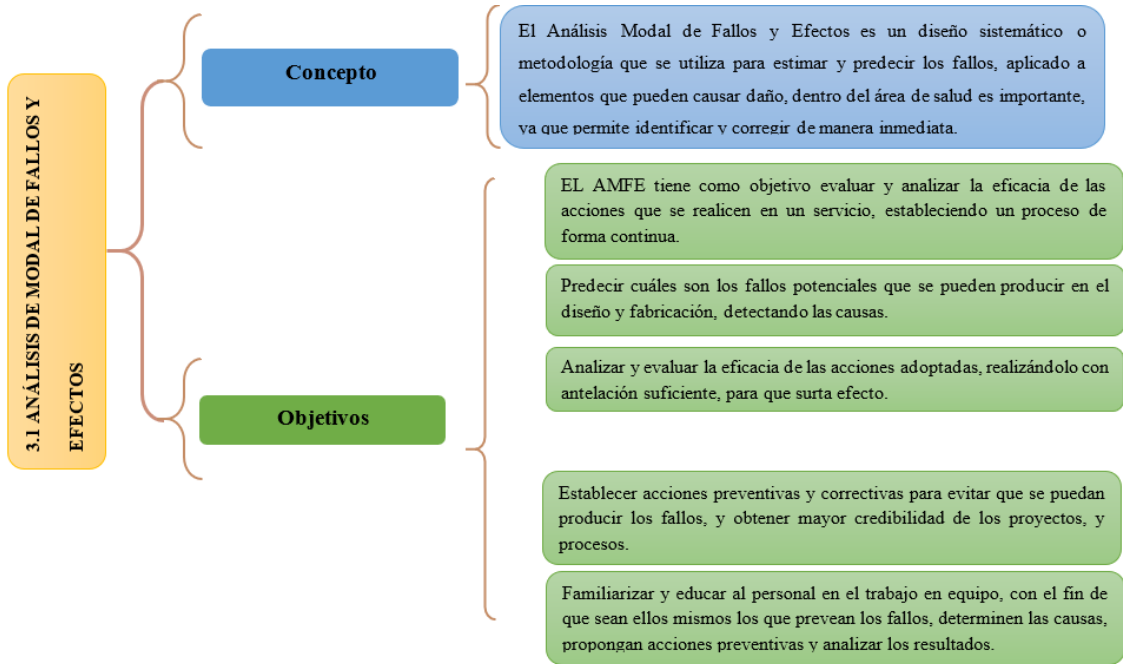 3.1 ANÁLISIS DE MODAL DE FALLOS Y
EFECTOS
Concepto
El Análisis Modal de Fallos y Efectos es un diseño sistemático o
metodología que se utiliza para estimar y predecir los fallos, aplicado a
elementos que pueden causar daño, dentro del área de salud es importante,
ya que permite identificar y corregir de manera inmediata.
Objetivos
EL AMFE tiene como objetivo evaluar y analizar la eficacia de las
acciones que se realicen en un servicio, estableciendo un proceso de
forma continua.
Predecir cuáles son los fallos potenciales que se pueden producir en el
diseño y fabricación, detectando las causas.
Analizar y evaluar la eficacia de las acciones adoptadas, realizándolo con
antelación suficiente, para que surta efecto.
Establecer acciones preventivas y correctivas para evitar que se puedan
producir los fallos, y obtener mayor credibilidad de los proyectos, y
procesos.
Familiarizar y educar al personal en el trabajo en equipo, con el fin de
que sean ellos mismos los que prevean los fallos, determinen las causas,
propongan acciones preventivas y analizar los resultados.